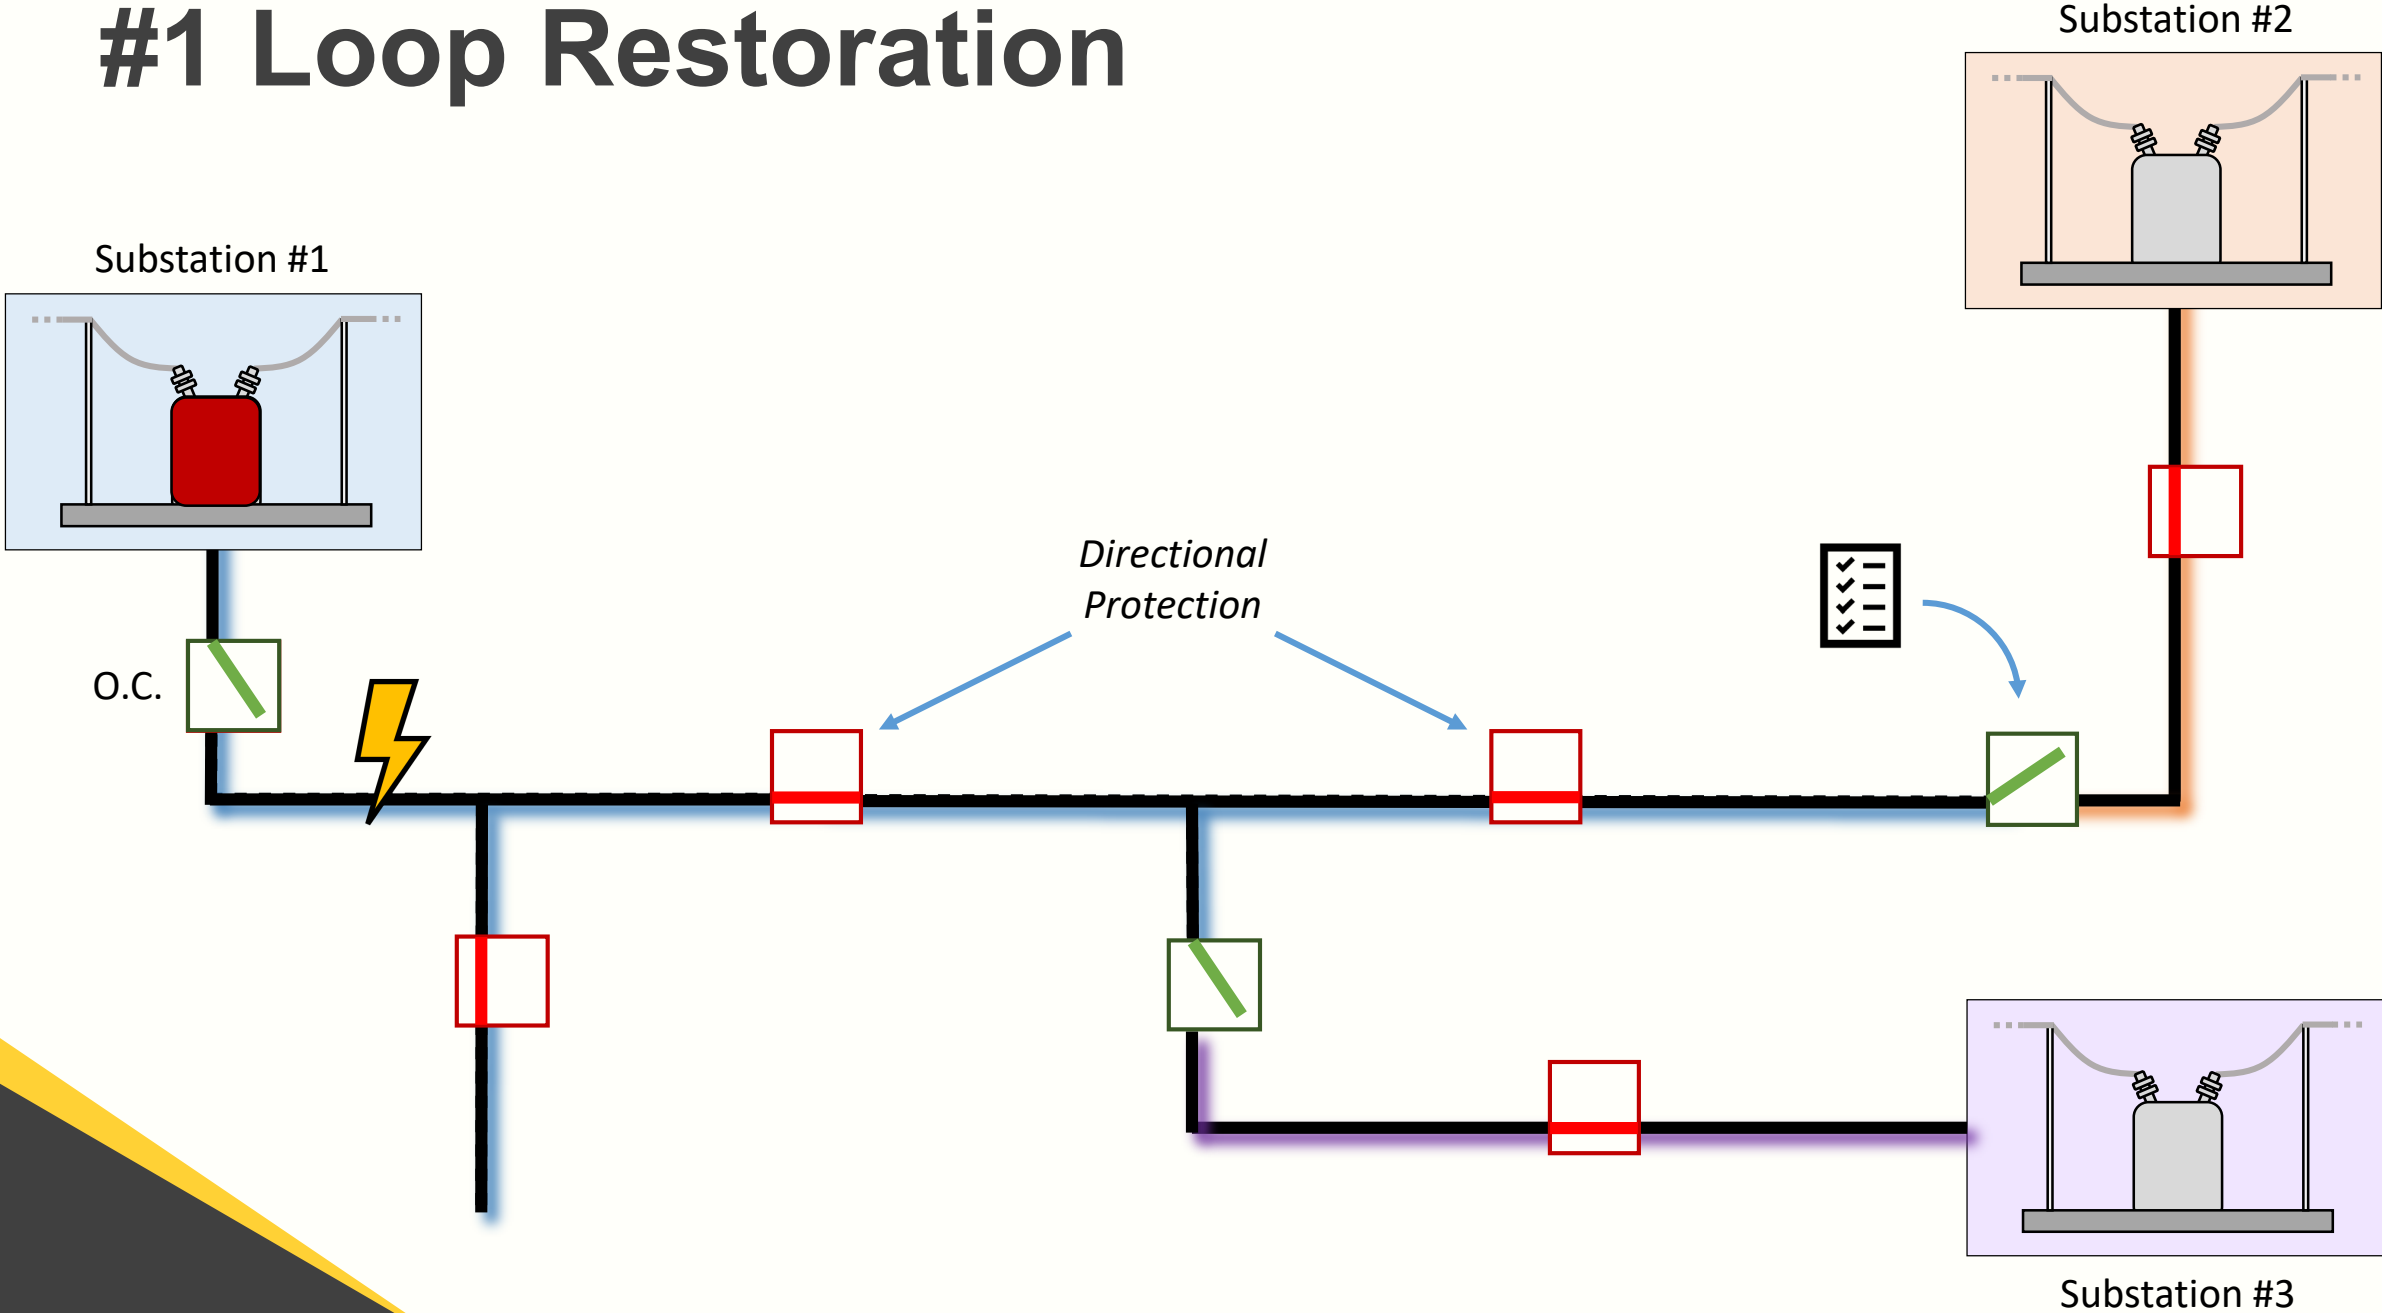 #1 Loop Restoration
Substation #2
Substation #1
Directional
Protection
O.C.
Substation #3